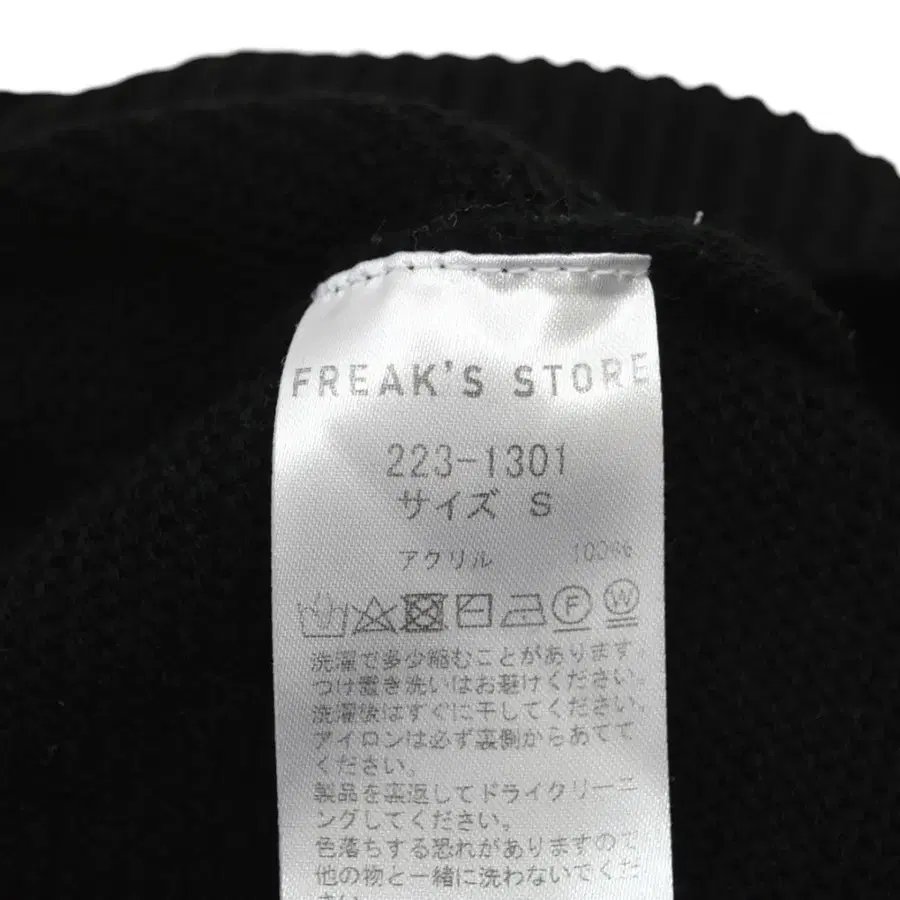 FREAK'S STORE
223-1301
サイズ S
アクリル 100%
F W
洗濯で多少縮むことがあります
つけ置き洗いはお避けください。
洗濯後はすぐに干してください。
アイロンは必ず裏側からあてて
ください。
製品を裏返してドライクリーニ
ングしてください。
色落ちする恐れがありますので
他の物と一緒に洗わないでくだ